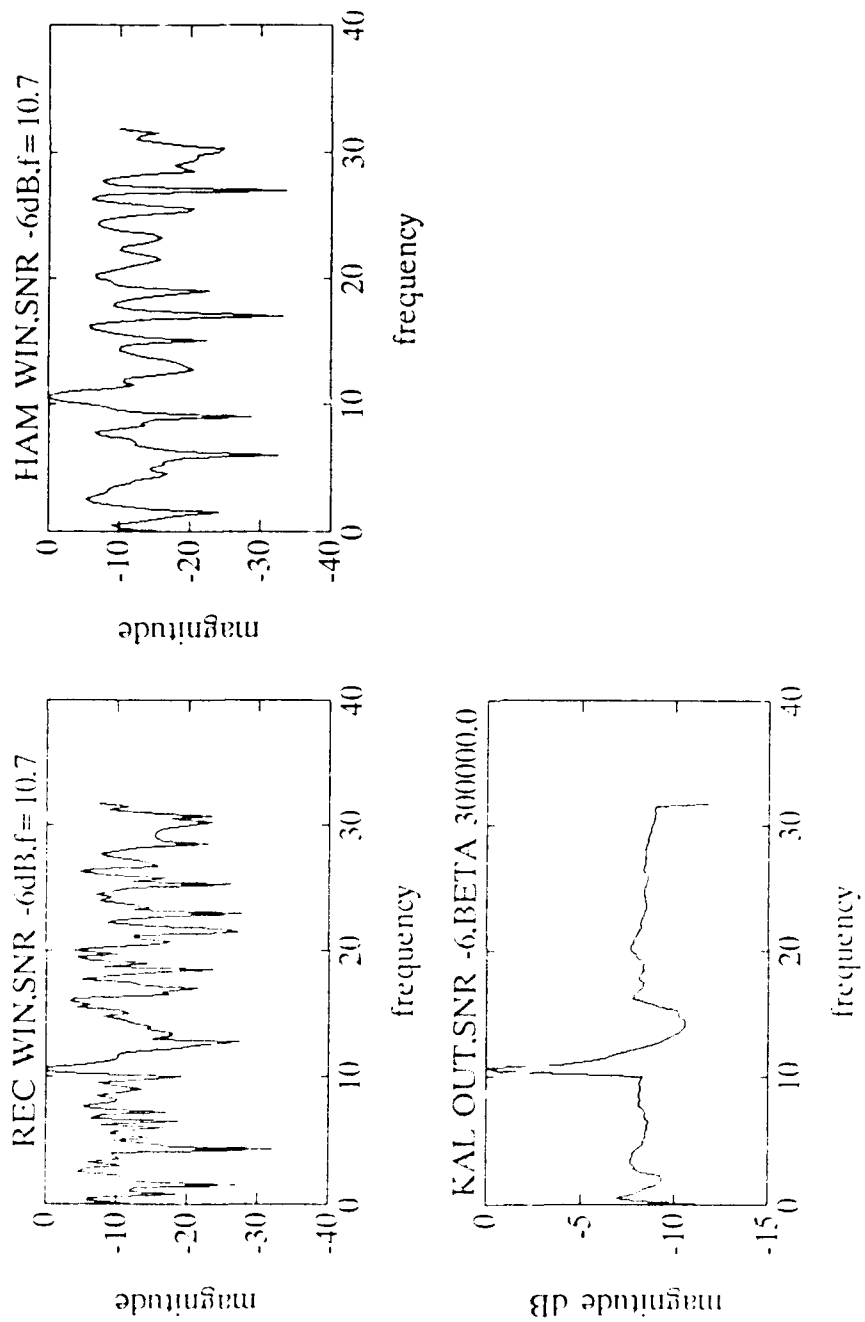 REC WIN.SNR -6dB.f= 10.7
0
-10
-20
-30
-40
magnitude
0 10 20 30 40
frequency
HAM WIN.SNR -6dB.f= 10.7
0
-10
-20
-30
-40
magnitude
0 10 20 30 40
frequency
KAL OUT.SNR -6.BETA 300000.0
0
-5
-10
-15
magnitude dB
0 10 20 30 40
frequency